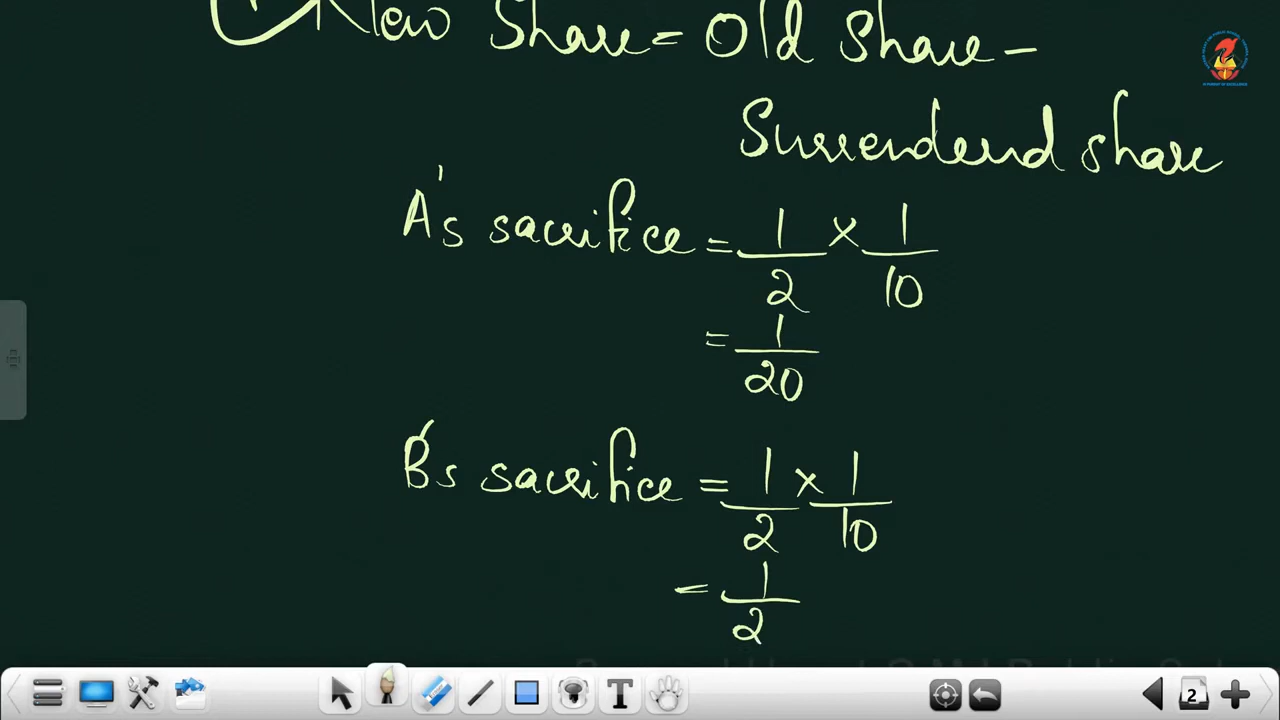 New Share = Old Share -
Surrendered share
A's sacrifice = 1/2 × 1/10
= 1/20
B's sacrifice = 1/2 × 1/10
= 1/2
T
2